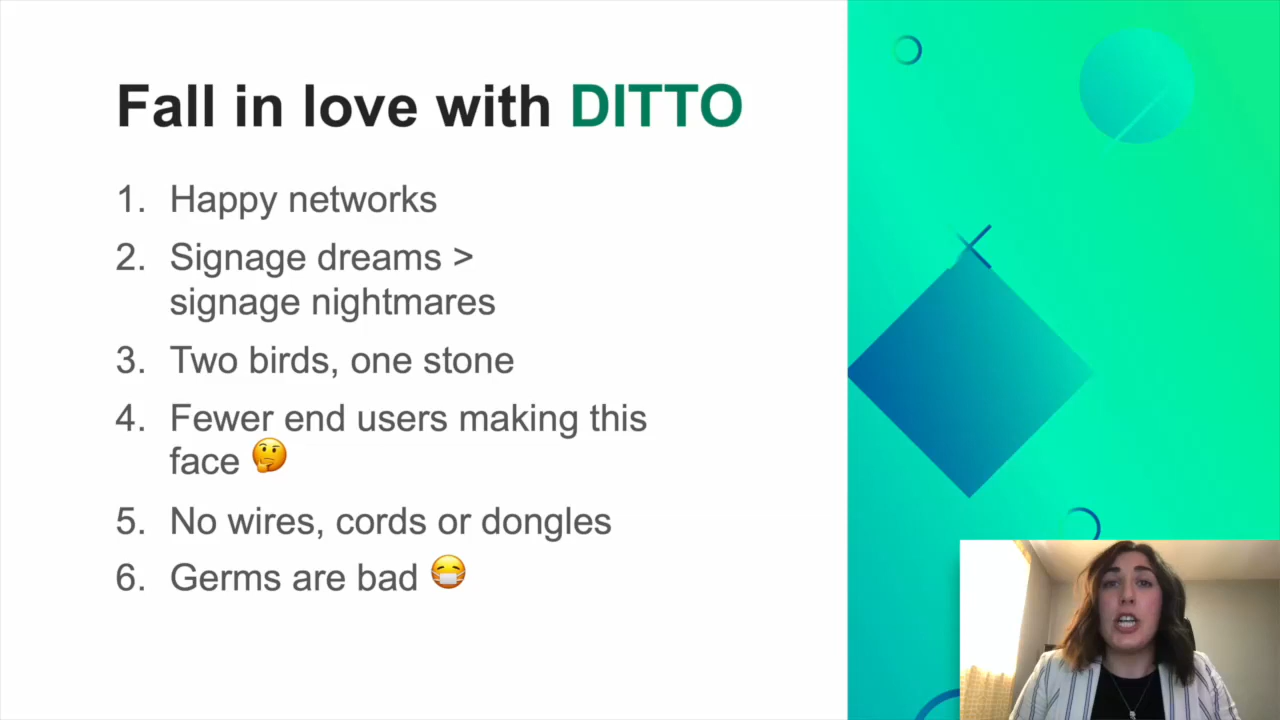 Fall in love with DITTO
1. Happy networks
2. Signage dreams >
signage nightmares
3. Two birds, one stone
4. Fewer end users making this
face 🤔
5. No wires, cords or dongles
6. Germs are bad 😷